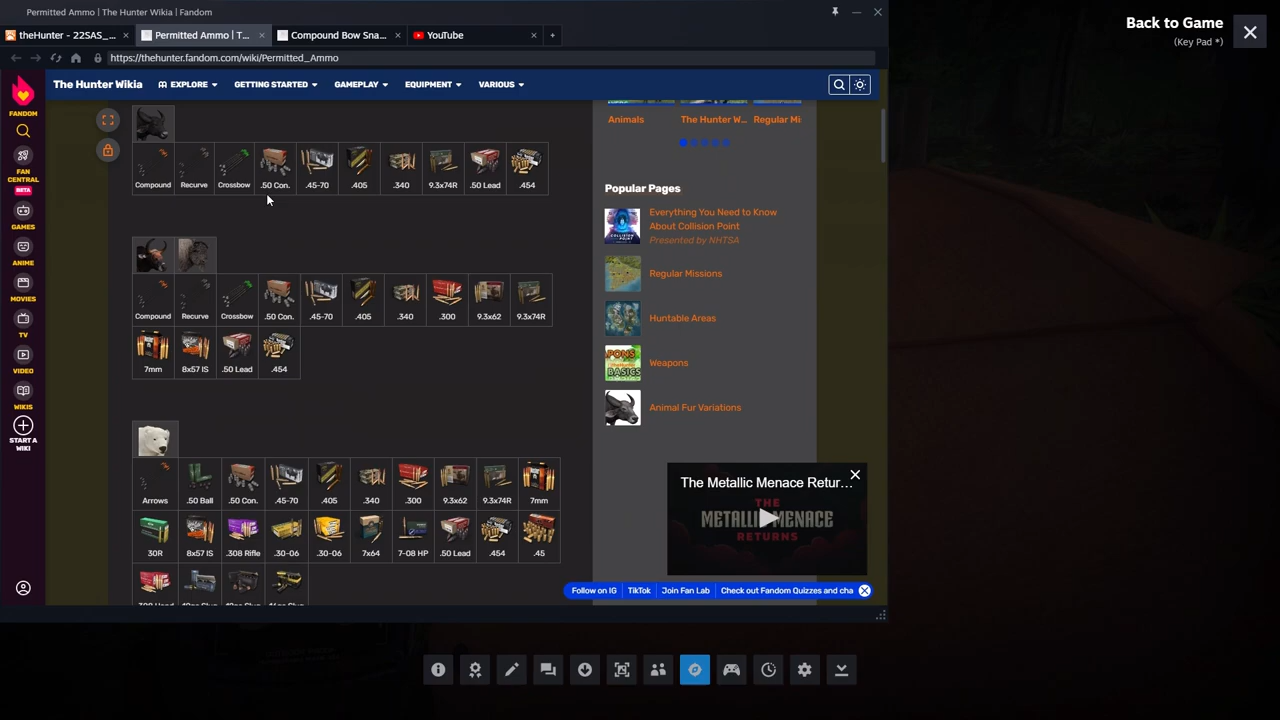 Permitted Ammo | The Hunter Wikia | Fandom
Back to Game
(Key Pad *)
theHunter - 22SAS_...
Permitted Ammo | T...
Compound Bow Sna...
YouTube
https://thehunter.fandom.com/wiki/Permitted_Ammo
The Hunter Wikia
EXPLORE
GETTING STARTED
GAMEPLAY
EQUIPMENT
VARIOUS
FANDOM
FAN
CENTRAL
BETA
GAMES
ANIME
MOVIES
TV
VIDEO
WIKIS
START A
WIKI
Compound Recurve Crossbow .50 Con. .45-70 .405 .340 9.3x74R .50 Lead .454
Compound Recurve Crossbow .50 Con. .45-70 .405 .340 .300 9.3x62 9.3x74R
7mm 8x57 IS .50 Lead .454
Arrows .50 Ball .50 Con. .45-70 .405 .340 .300 9.3x62 9.3x74R 7mm
30R 8x57 IS .308 Rifle .30-06 .30-06 7x64 7-08 HP .50 Lead .454 .45
Animals
The Hunter W...
Regular Mi
Popular Pages
Everything You Need to Know
About Collision Point
Presented by NHTSA
Regular Missions
Huntable Areas
Weapons
Animal Fur Variations
The Metallic Menace Retur...
THE
METALLIC MENACE
RETURNS
Follow on IG
TikTok
Join Fan Lab
Check out Fandom Quizzes and cha